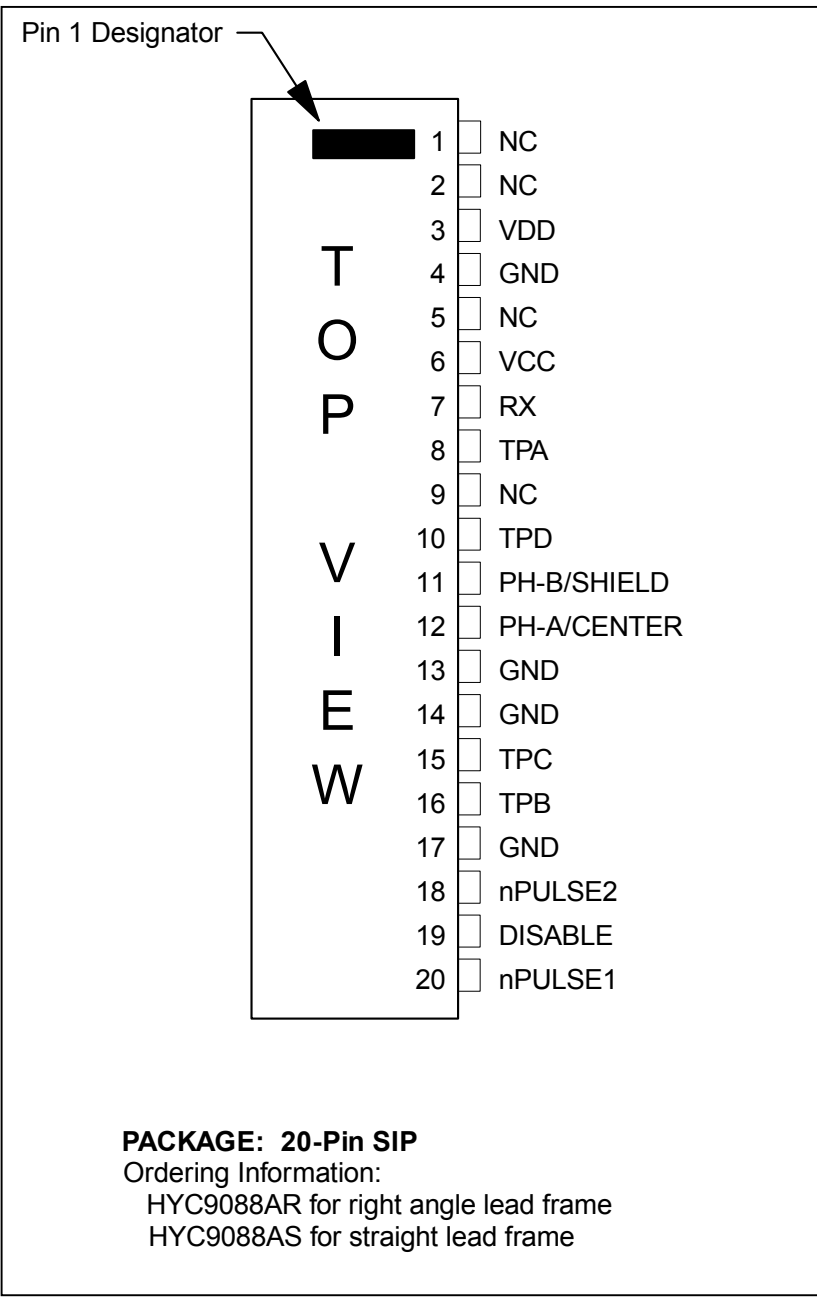 Pin 1 Designator
1 NC
2 NC
3 VDD
4 GND
5 NC
6 VCC
7 RX
8 TPA
9 NC
10 TPD
11 PH-B/SHIELD
12 PH-A/CENTER
13 GND
14 GND
15 TPC
16 TPB
17 GND
18 nPULSE2
19 DISABLE
20 nPULSE1
TOP VIEW
PACKAGE: 20-Pin SIP
Ordering Information:
HYC9088AR for right angle lead frame
HYC9088AS for straight lead frame